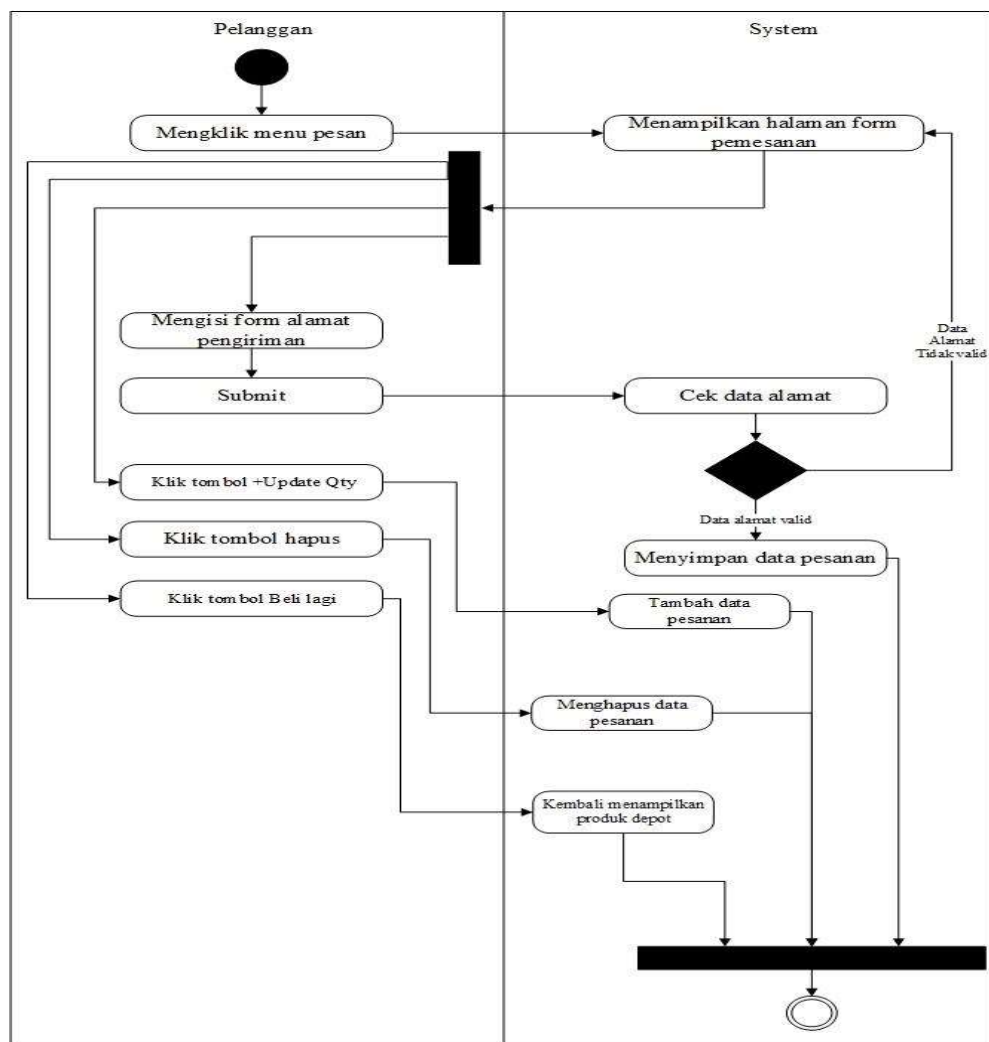 Pelanggan
System
Mengklik menu pesan
Menampilkan halaman form
pemesanan
Mengisi form alamat
pengiriman
Data
Alamat
Tidak valid
Submit
Cek data alamat
Klik tombol +Update Qty
Data alamat valid
Klik tombol hapus
Menyimpan data pesanan
Klik tombol Beli lagi
Tambah data
pesanan
Menghapus data
pesanan
Kembali menampilkan
produk depot